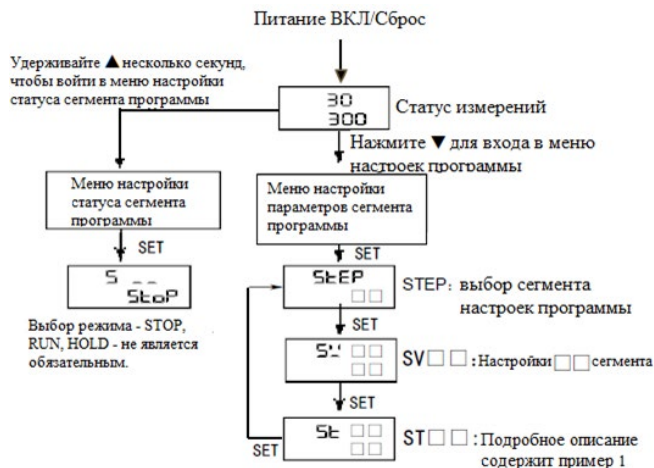 Питание ВКЛ/Сброс
Удерживайте ▲ несколько секунд,
чтобы войти в меню настройки
статуса сегмента программы
30
300
Статус измерений
Нажмите ▼ для входа в меню
настроек программы
Меню настройки
статуса сегмента
программы
SET
S _ _
StoP
Выбор режима - STOP,
RUN, HOLD - не является
обязательным.
Меню настройки
параметров сегмента
программы
SET
StEP
□□
STEP: выбор сегмента
настроек программы
SET
□□
□□
SV□□:Настройки□□сегмента
SET
St □□
□□
ST□□:Подробное описание
содержит пример 1
SET